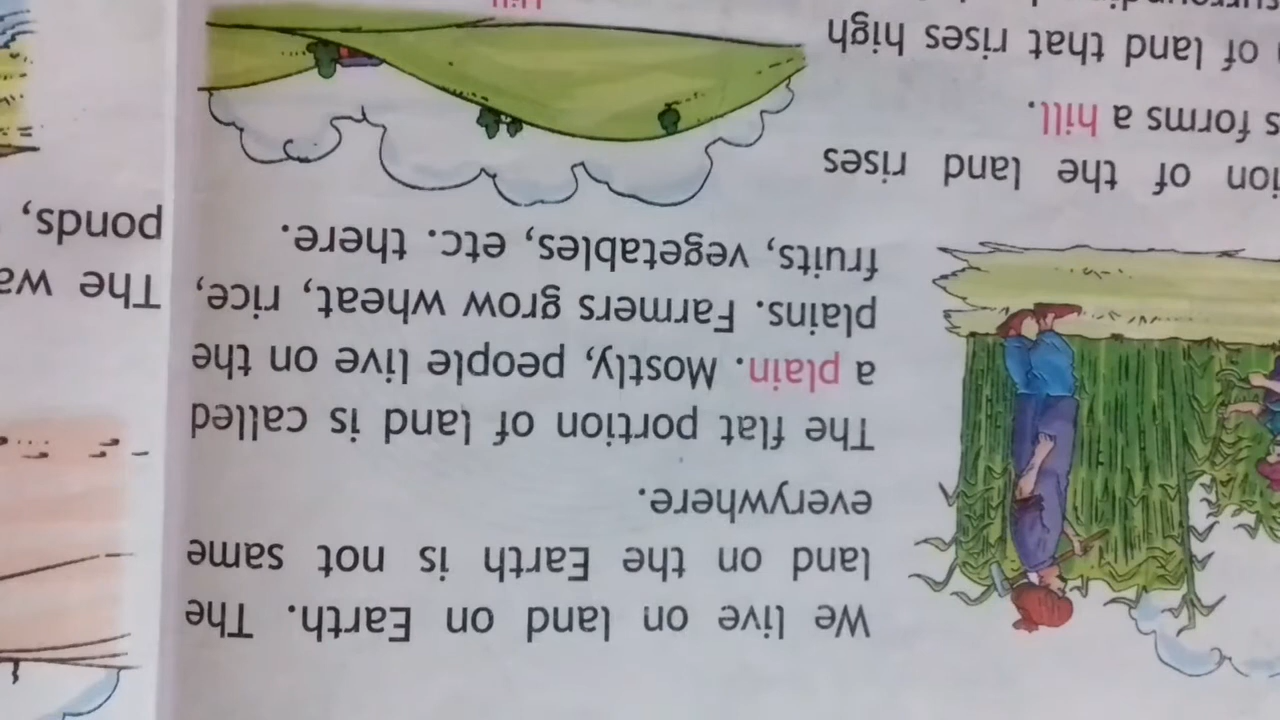 We live on land on Earth. The
land on the Earth is not same
everywhere.
The flat portion of land is called
a plain. Mostly, people live on the
plains. Farmers grow wheat, rice,
fruits, vegetables, etc. there.
of the land rises
forms a hill.
of land that rises high
Hill
The
ponds,